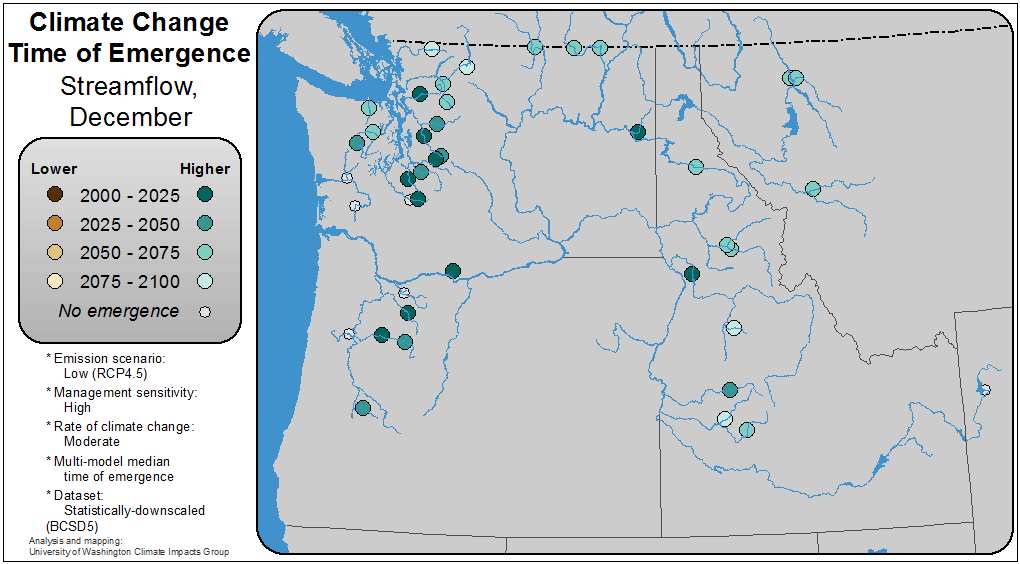 Climate Change
Time of Emergence
Streamflow,
December
Lower Higher
2000 - 2025
2025 - 2050
2050 - 2075
2075 - 2100
No emergence
* Emission scenario:
Low (RCP4.5)
* Management sensitivity:
High
* Rate of climate change:
Moderate
* Multi-model median
time of emergence
* Dataset:
Statistically-downscaled
(BCSD5)
Analysis and mapping:
University of Washington Climate Impacts Group